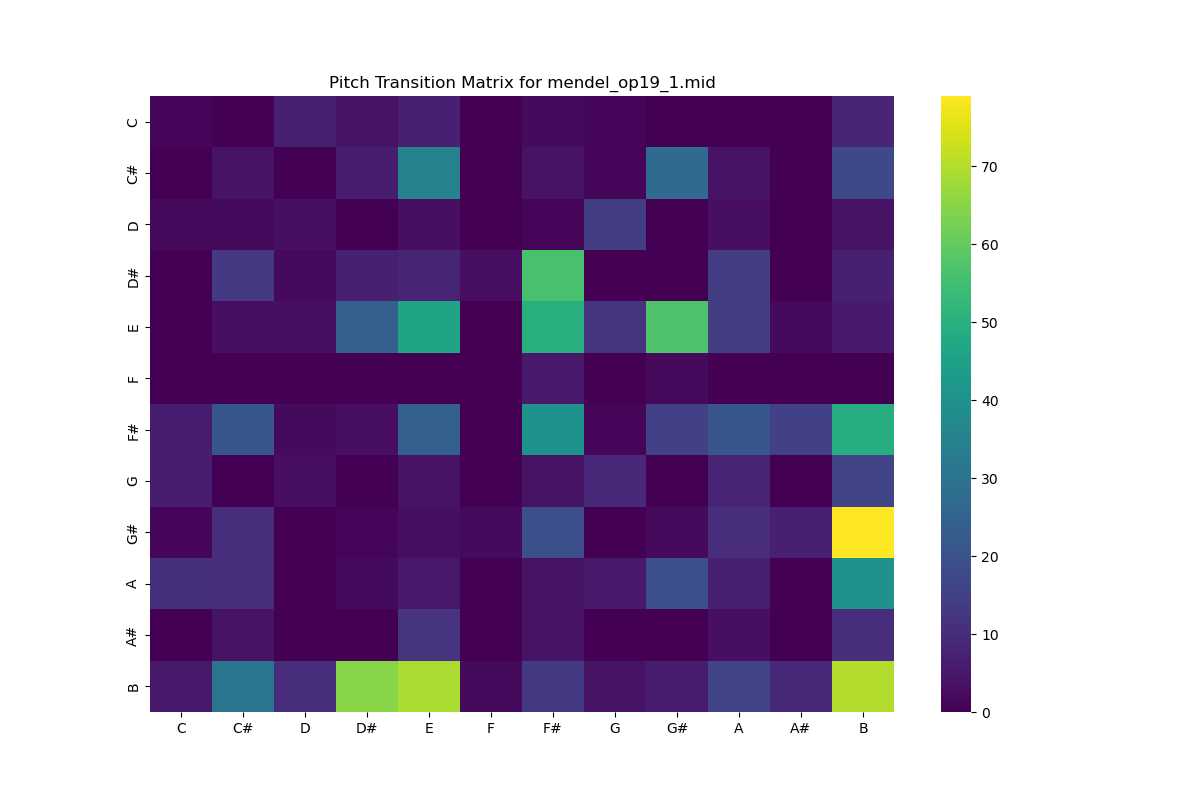 Pitch Transition Matrix for mendel_op19_1.mid
C
C#
D
D#
E
F
F#
G
G#
A
A#
B
C C# D D# E F F# G G# A A# B
70
60
50
40
30
20
10
0